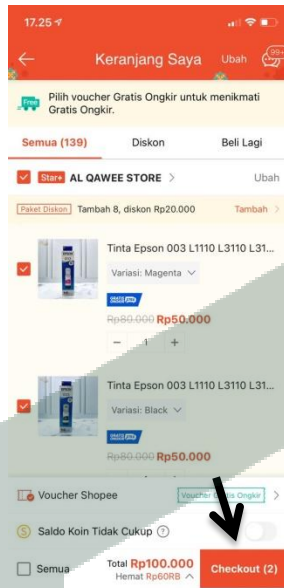 17.25
Keranjang Saya
Ubah
99+
Free
Pilih voucher Gratis Ongkir untuk menikmati
Gratis Ongkir.
Semua (139)
Diskon
Beli Lagi
Star+ AL QAWEE STORE
Ubah
Paket Diskon Tambah 8, diskon Rp20.000
Tambah
Tinta Epson 003 L1110 L3110 L31...
Variasi: Magenta
Rp80.000 Rp50.000
− 1 +
Tinta Epson 003 L1110 L3110 L31...
Variasi: Black
Rp80.000 Rp50.000
Voucher Shopee
Voucher Gratis Ongkir
Saldo Koin Tidak Cukup
Semua
Total Rp100.000
Hemat Rp60RB
Checkout (2)